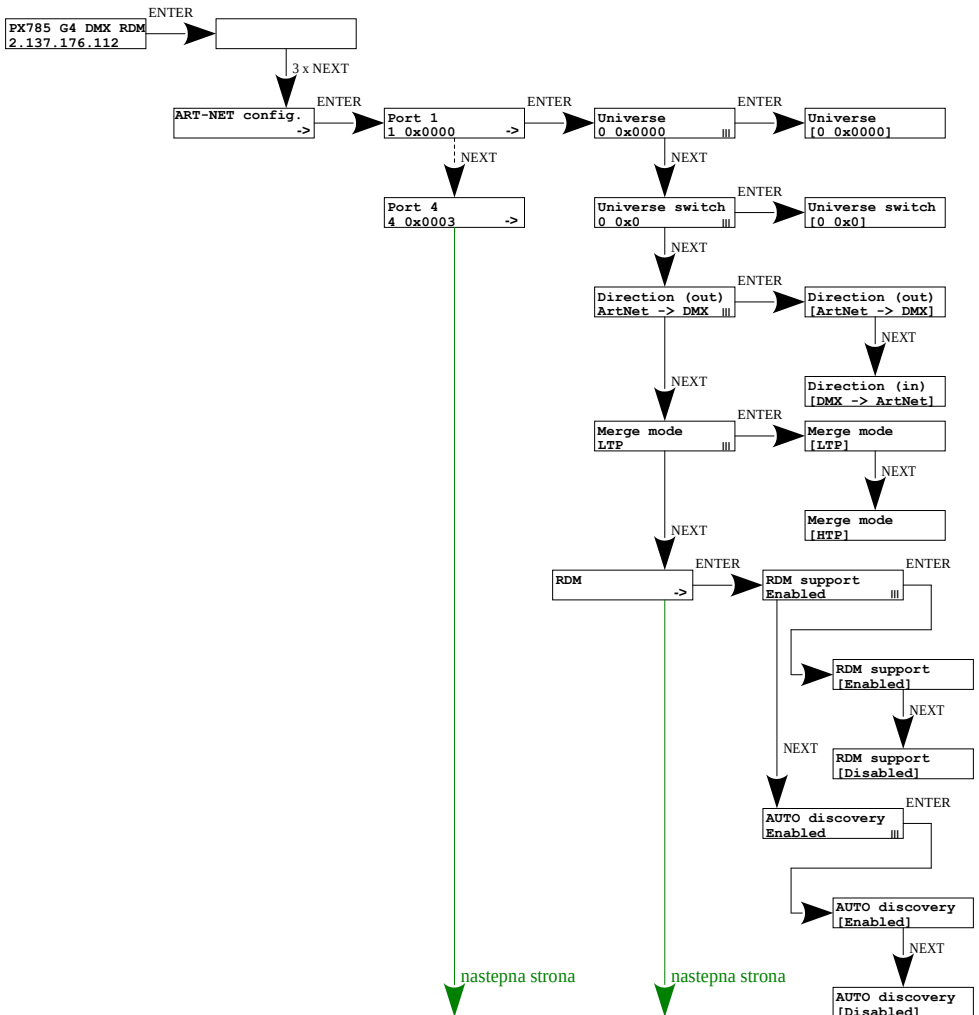 ENTER
PX785 G4 DMX RDM
2.137.176.112
3 x NEXT
ART-NET config.
->
ENTER
Port 1
1 0x0000 ->
ENTER
Universe
0 0x0000
ENTER
Universe
[0 0x0000]
NEXT
NEXT
Port 4
4 0x0003 ->
Universe switch
0 0x0
ENTER
Universe switch
[0 0x0]
NEXT
Direction (out)
ArtNet -> DMX
ENTER
Direction (out)
[ArtNet -> DMX]
NEXT
Direction (in)
[DMX -> ArtNet]
NEXT
Merge mode
LTP
ENTER
Merge mode
[LTP]
NEXT
Merge mode
[HTP]
NEXT
RDM
->
ENTER
RDM support
Enabled
ENTER
RDM support
[Enabled]
NEXT
RDM support
[Disabled]
NEXT
AUTO discovery
Enabled
ENTER
AUTO discovery
[Enabled]
NEXT
AUTO discovery
[Disabled]
nastepna strona
nastepna strona